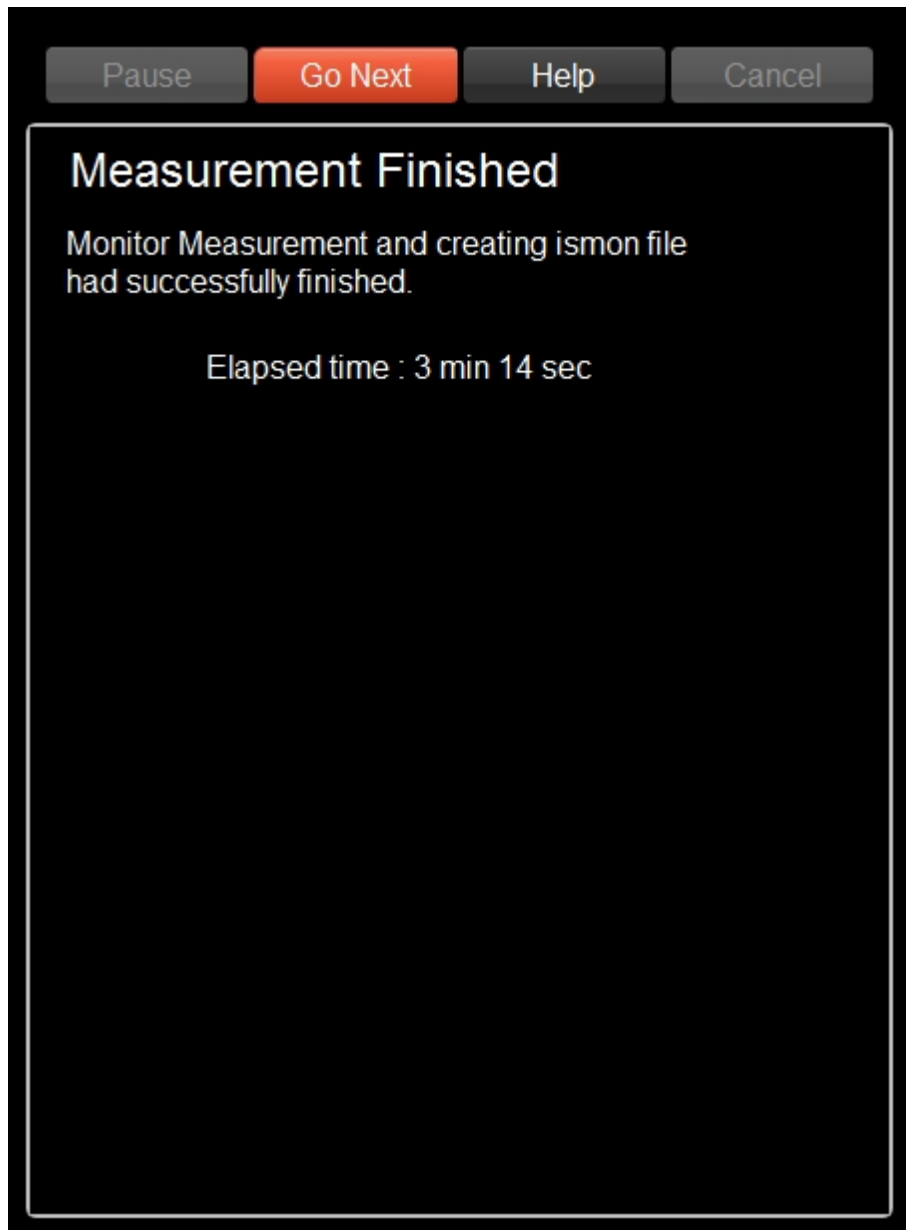 Pause Go Next Help Cancel
Measurement Finished
Monitor Measurement and creating ismon file
had successfully finished.
Elapsed time : 3 min 14 sec